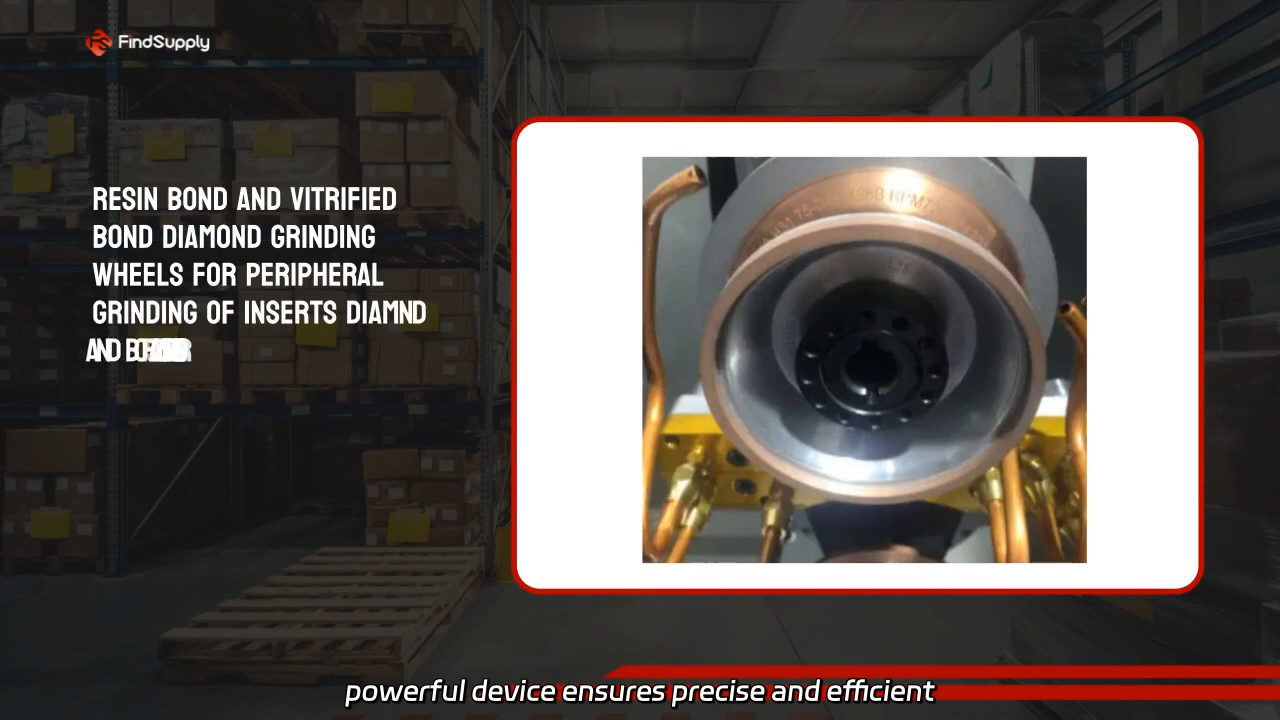 FindSupply
RESIN BOND AND VITRIFIED
BOND DIAMOND GRINDING
WHEELS FOR PERIPHERAL
GRINDING OF INSERTS DIAMND
AND
powerful device ensures precise and efficient